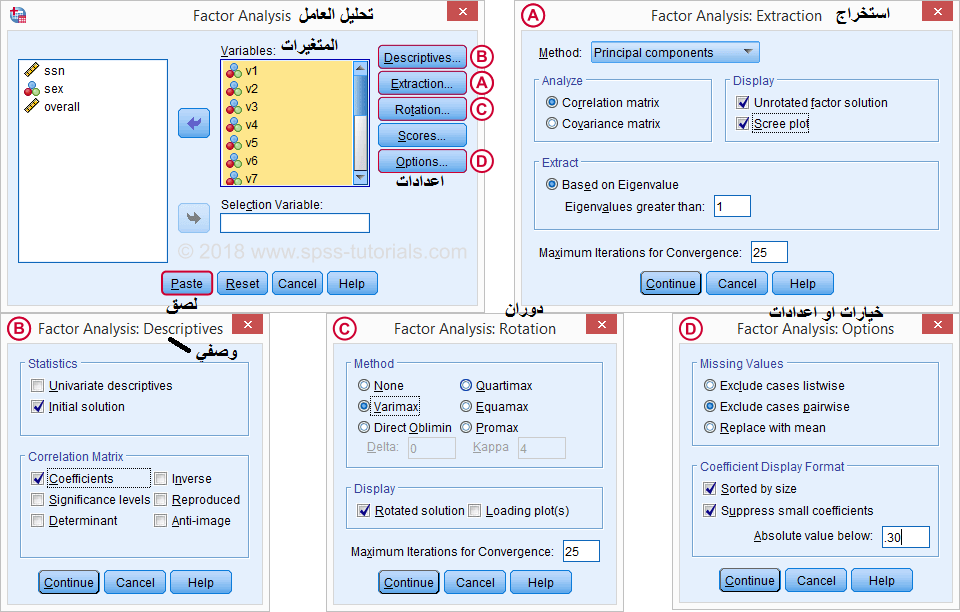 Factor Analysis تحليل العامل
Variables: المتغيرات
ssn
sex
overall
v1
v2
v3
v4
v5
v6
v7
Descriptives... B
Extraction... A
Rotation... C
Scores...
Options... D
اعدادات
Selection Variable:
© 2018 www.spss-tutorials.com
Paste Reset Cancel Help
نصق
A Factor Analysis: Extraction استخراج
Method: Principal components
Analyze
Correlation matrix
Covariance matrix
Display
Unrotated factor solution
Scree plot
Extract
Based on Eigenvalue
Eigenvalues greater than: 1
Maximum Iterations for Convergence: 25
Continue Cancel Help
B Factor Analysis: Descriptives
وصفي
Statistics
Univariate descriptives
Initial solution
Correlation Matrix
Coefficients Inverse
Significance levels Reproduced
Determinant Anti-image
Continue Cancel Help
دوران
C Factor Analysis: Rotation
Method
None Quartimax
Varimax Equamax
Direct Oblimin Promax
Delta: 0 Kappa 4
Display
Rotated solution Loading plot(s)
Maximum Iterations for Convergence: 25
Continue Cancel Help
خيارات او اعدادات
D Factor Analysis: Options
Missing Values
Exclude cases listwise
Exclude cases pairwise
Replace with mean
Coefficient Display Format
Sorted by size
Suppress small coefficients
Absolute value below: .30
Continue Cancel Help